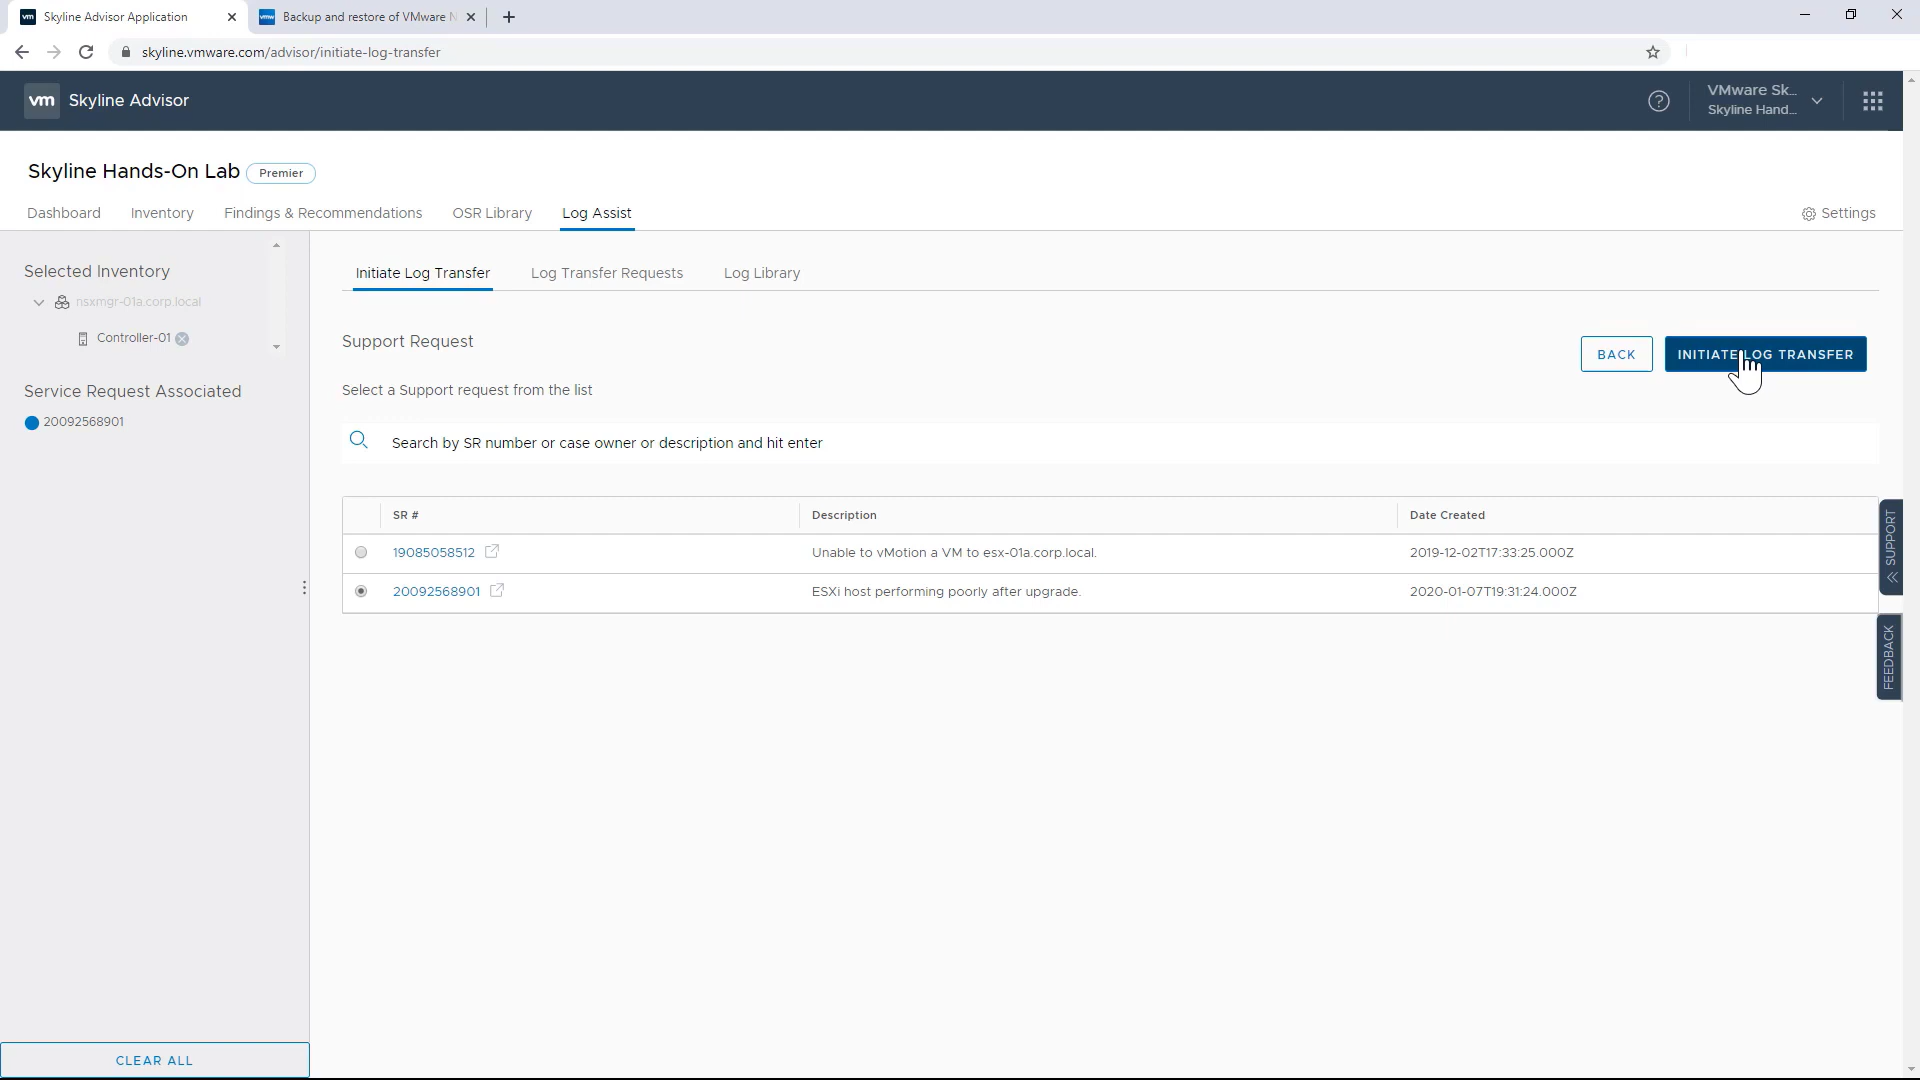 vm Skyline Advisor Application
vmw Backup and restore of VMware N
skyline.vmware.com/advisor/initiate-log-transfer
vm Skyline Advisor
VMware Sk...
Skyline Hand...
Skyline Hands-On Lab Premier
Dashboard Inventory Findings & Recommendations OSR Library Log Assist Settings
Selected Inventory
nsxmgr-01a.corp.local
Controller-01
Service Request Associated
20092568901
CLEAR ALL
Initiate Log Transfer Log Transfer Requests Log Library
Support Request
BACK INITIATE LOG TRANSFER
Select a Support request from the list
Search by SR number or case owner or description and hit enter
SR # Description Date Created
19085058512 Unable to vMotion a VM to esx-01a.corp.local. 2019-12-02T17:33:25.000Z
20092568901 ESXi host performing poorly after upgrade. 2020-01-07T19:31:24.000Z
SUPPORT
FEEDBACK